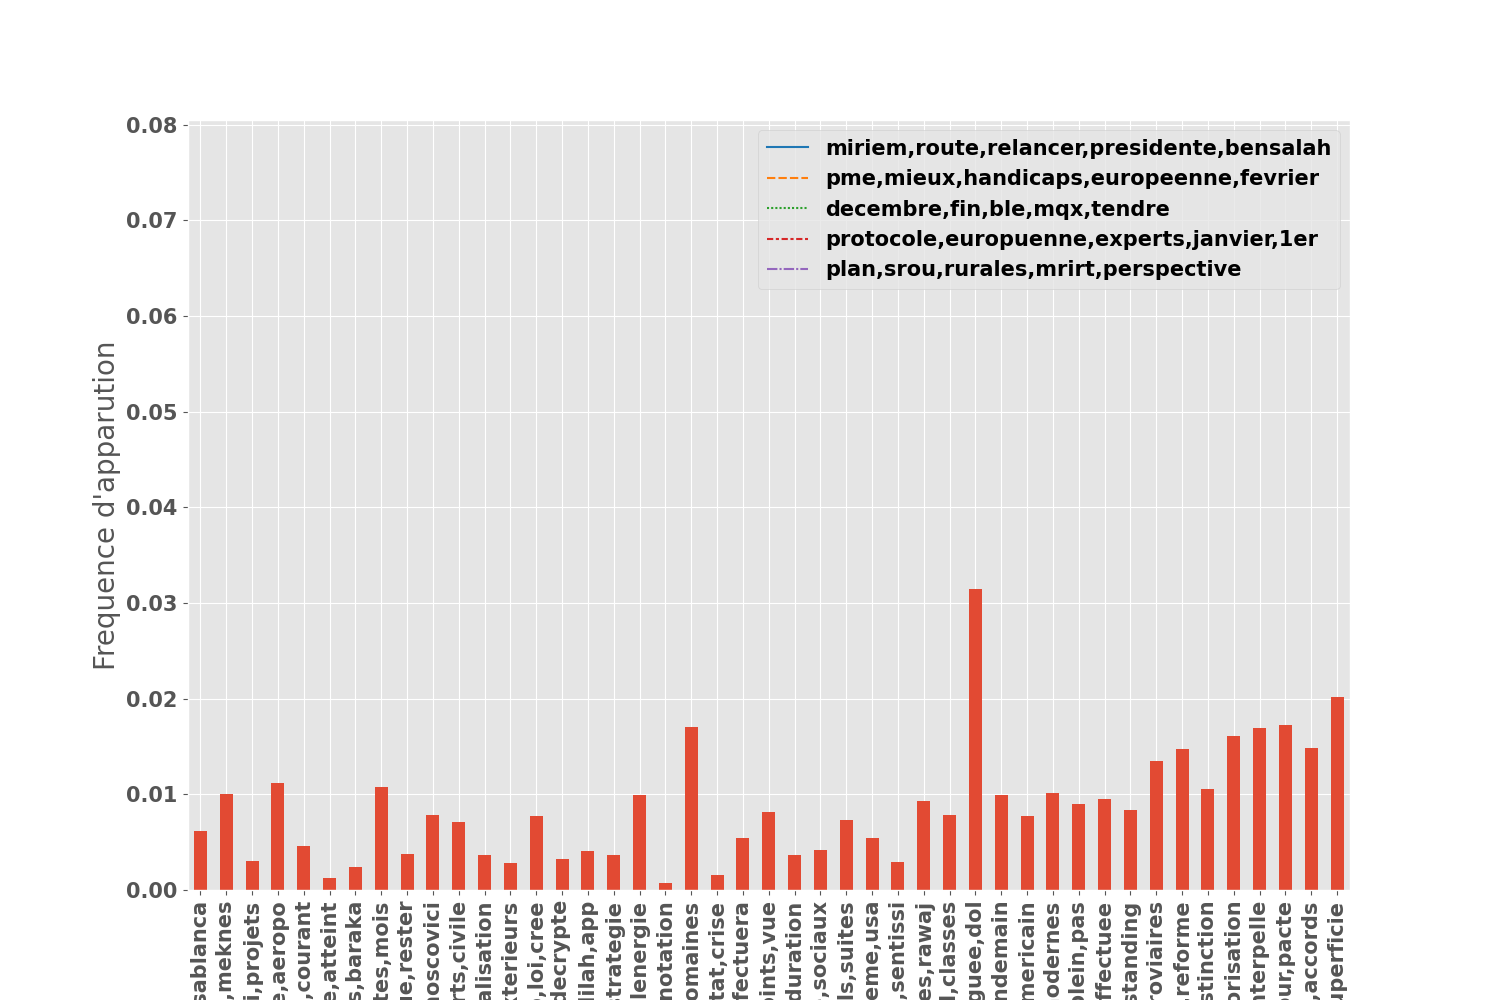 0.08
0.07
0.06
0.05
0.04
0.03
0.02
0.01
0.00
Frequence d'apparution
miriem,route,relancer,presidente,bensalah
pme,mieux,handicaps,europeenne,fevrier
decembre,fin,ble,mqx,tendre
protocole,europuenne,experts,janvier,1er
plan,srou,rurales,mrirt,perspective
sablanca
,meknes
i,projets
e,aeropo
,courant
e,atteint
s,baraka
tes,mois
ue,rester
noscovici
rts,civile
alisation
xterieurs
,loi,cree
decrypte
lilah,app
strategie
lenergie
notation
omaines
tat,crise
fectuera
oints,vue
duration
,sociaux
ls,suites
eme,usa
,sentissi
es,rawaj
l,classes
guee,dol
ndemain
mericain
odernes
plein,pas
ffectuee
standing
roviaires
,reforme
stinction
orisation
nterpelle
our,pacte
,accords
uperficie